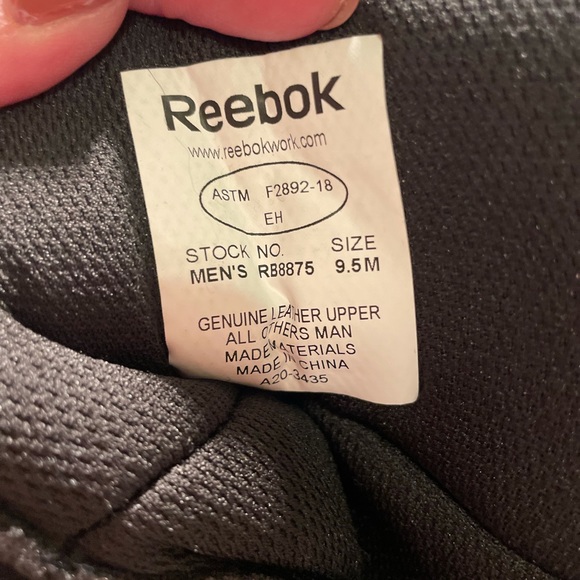 Reebok
www.reebokwork.com
ASTM F2892-18
EH
STOCK NO. SIZE
MEN'S RB8875 9.5M
GENUINE LEATHER UPPER
ALL OTHERS MAN
MADE MATERIALS
MADE IN CHINA
A20-3435